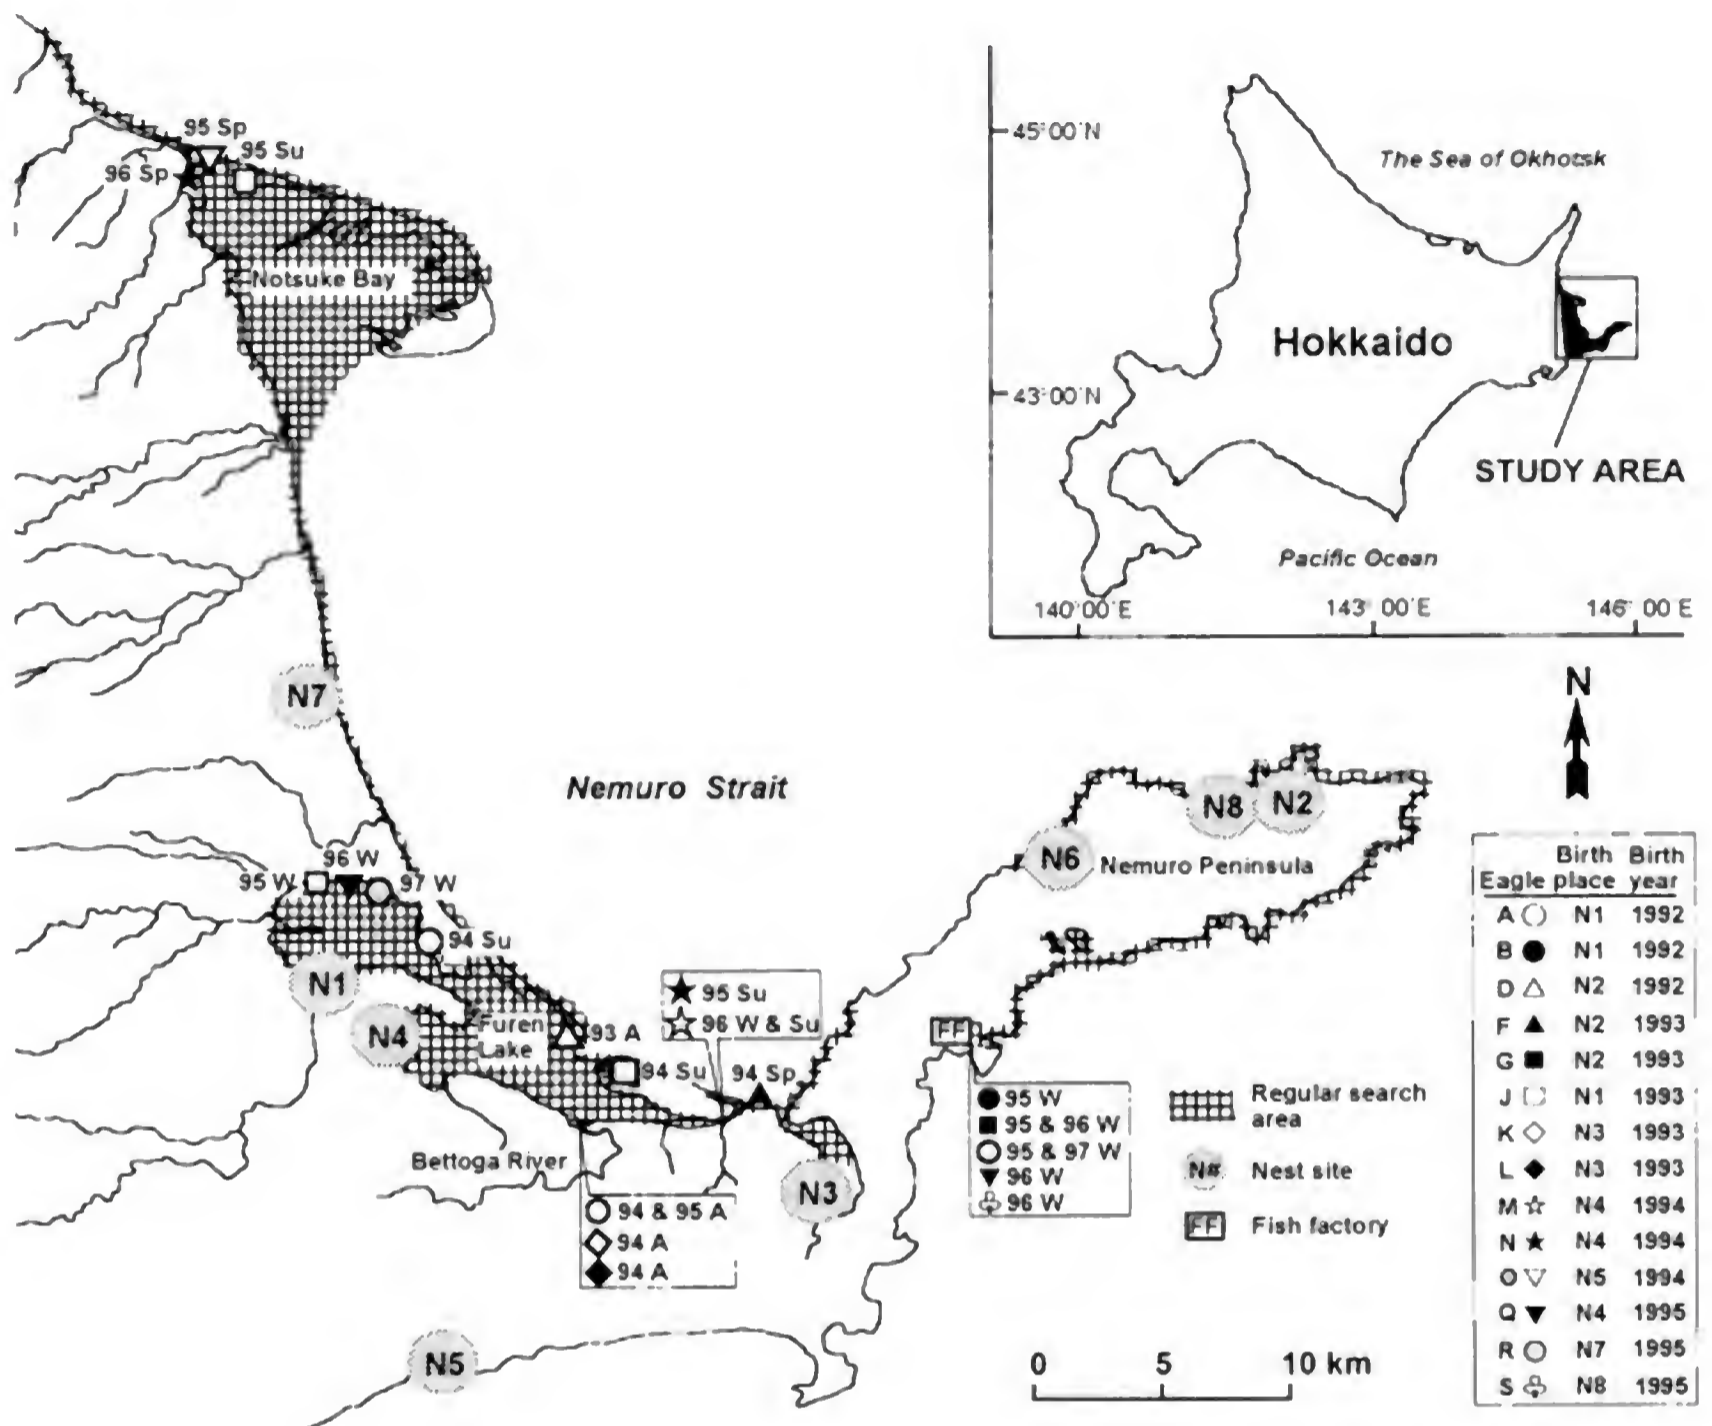 95 Sp
95 Su
96 Sp
Notsuke Bay
45°00'N
The Sea of Okhotsk
Hokkaido
43°00'N
STUDY AREA
Pacific Ocean
140°00'E
143°00'E
146°00'E
N
N7
Nemuro Strait
N8
N2
N6
Nemuro Peninsula
96 W
95 W
97 W
94 Su
N1
N4
Furen
Lake
93 A
95 Su
96 W & Su
94 Su
94 Sp
FF
95 W
95 & 96 W
95 & 97 W
96 W
96 W
Bettoga River
N3
94 & 95 A
94 A
94 A
N5
Regular search
area
N# Nest site
FF Fish factory
0 5 10 km
Birth Birth
Eagle place year
A N1 1992
B N1 1992
D N2 1992
F N2 1993
G N2 1993
J N1 1993
K N3 1993
L N3 1993
M N4 1994
N N4 1994
O N5 1994
Q N4 1995
R N7 1995
S N8 1995